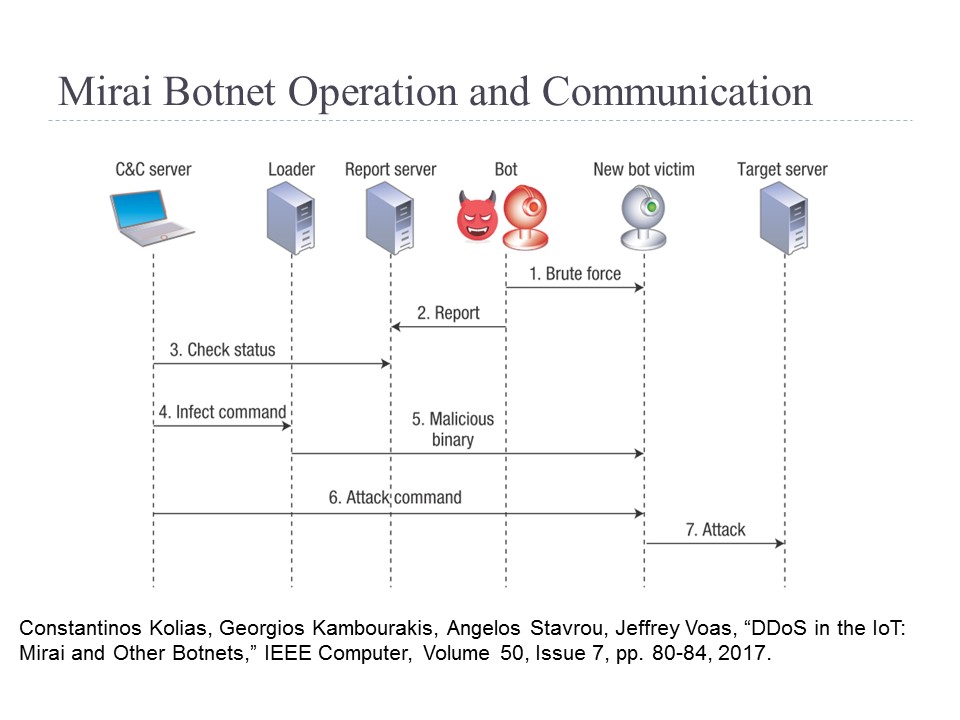 Mirai Botnet Operation and Communication
C&C server
Loader
Report server
Bot
New bot victim
Target server
1. Brute force
2. Report
3. Check status
4. Infect command
5. Malicious
binary
6. Attack command
7. Attack
Constantinos Kolias, Georgios Kambourakis, Angelos Stavrou, Jeffrey Voas, “DDoS in the IoT:
Mirai and Other Botnets,” IEEE Computer, Volume 50, Issue 7, pp. 80-84, 2017.